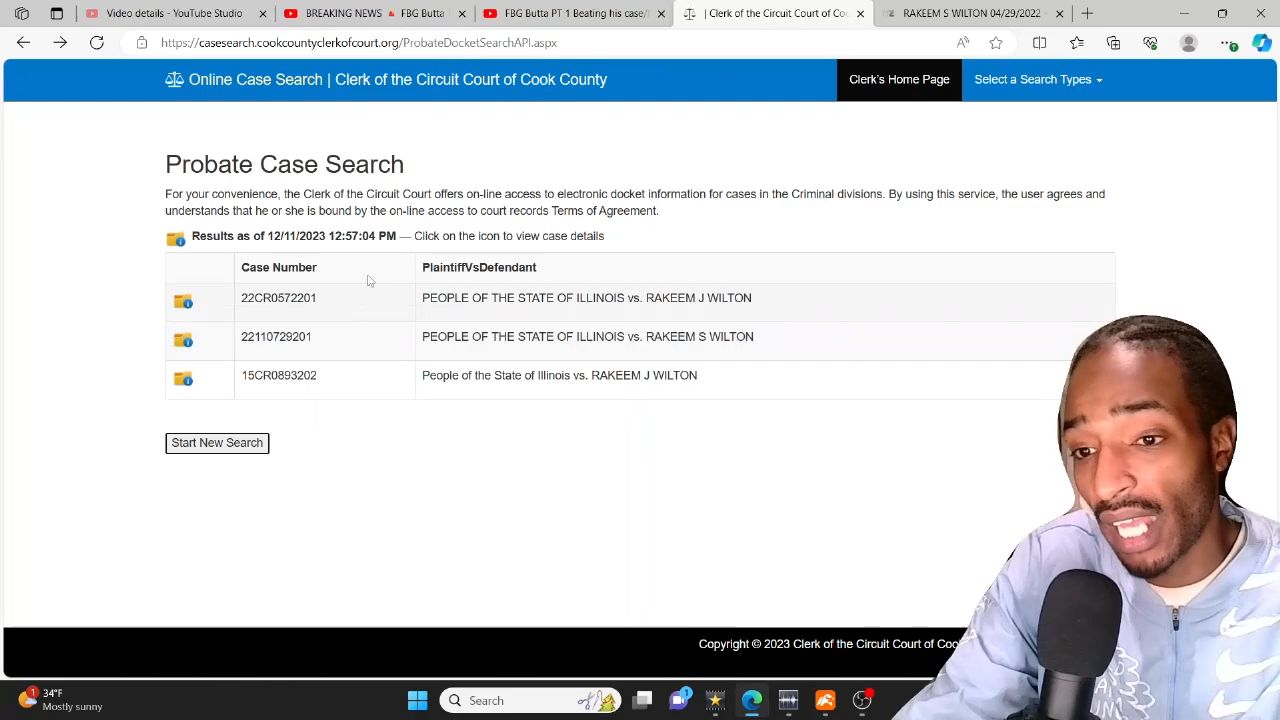 Video details - YouTube Studio
BREAKING NEWS FBG Butta
FBG Butta PT 1 Beating his case/
| Clerk of the Circuit Court of Co
RAKEEM S WILTON 04/29/2022 -
https://casesearch.cookcountyclerkofcourt.org/ProbateDocketSearchAPI.aspx
Online Case Search | Clerk of the Circuit Court of Cook County
Clerk's Home Page
Select a Search Types
Probate Case Search
For your convenience, the Clerk of the Circuit Court offers on-line access to electronic docket information for cases in the Criminal divisions. By using this service, the user agrees and
understands that he or she is bound by the on-line access to court records Terms of Agreement.
Results as of 12/11/2023 12:57:04 PM — Click on the icon to view case details
Case Number PlaintiffVsDefendant
22CR0572201 PEOPLE OF THE STATE OF ILLINOIS vs. RAKEEM J WILTON
22110729201 PEOPLE OF THE STATE OF ILLINOIS vs. RAKEEM S WILTON
15CR0893202 People of the State of Illinois vs. RAKEEM J WILTON
Start New Search
Copyright © 2023 Clerk of the Circuit Court of Coo
1
34°F
Mostly sunny
Search
1